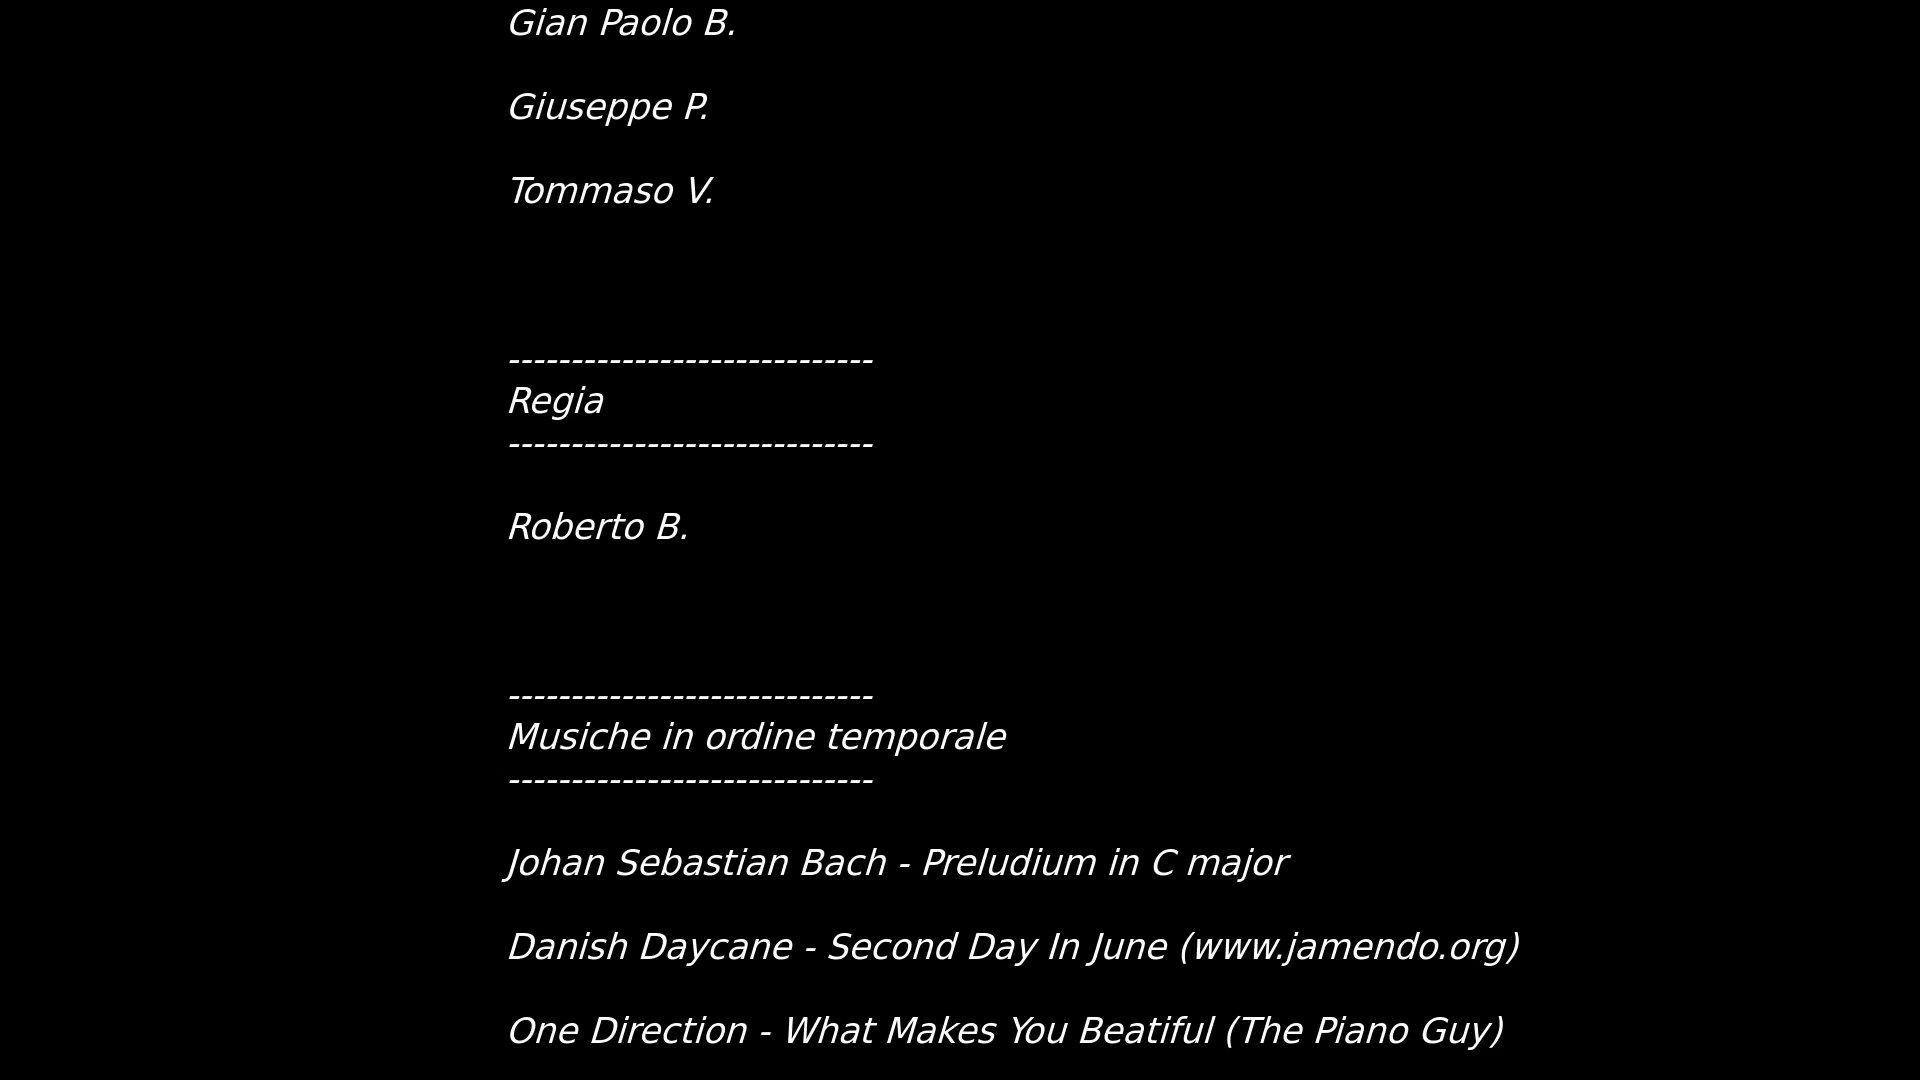 Gian Paolo B.
Giuseppe P.
Tommaso V.
-----------------------------
Regia
-----------------------------
Roberto B.
-----------------------------
Musiche in ordine temporale
-----------------------------
Johan Sebastian Bach - Preludium in C major
Danish Daycane - Second Day In June (www.jamendo.org)
One Direction - What Makes You Beatiful (The Piano Guy)